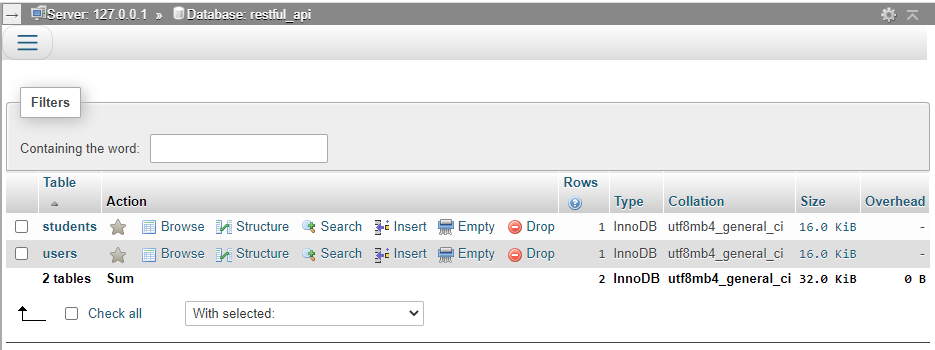 Server: 127.0.0.1 » Database: restful_api
Filters
Containing the word:
Table Action Rows Type Collation Size Overhead
students Browse Structure Search Insert Empty Drop 1 InnoDB utf8mb4_general_ci 16.0 KiB -
users Browse Structure Search Insert Empty Drop 1 InnoDB utf8mb4_general_ci 16.0 KiB -
2 tables Sum 2 InnoDB utf8mb4_general_ci 32.0 KiB 0 B
Check all With selected: